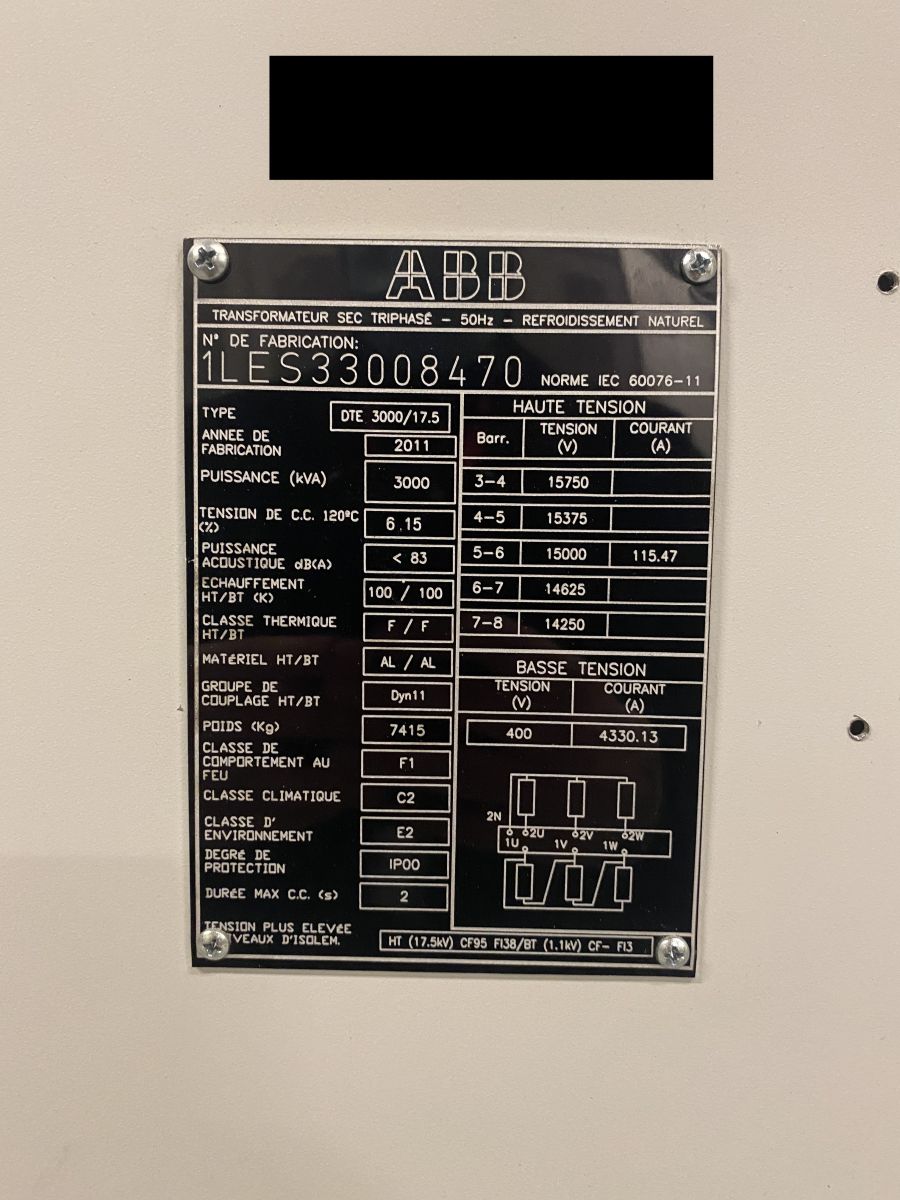 ABB
TRANSFORMATEUR SEC TRIPHASÉ - 50Hz - REFROIDISSEMENT NATUREL
N° DE FABRICATION:
1LES33008470 NORME IEC 60076-11
TYPE DTE 3000/17.5
ANNEE DE
FABRICATION 2011
PUISSANCE (kVA) 3000
TENSION DE C.C. 120ºC
(%) 6.15
PUISSANCE
ACOUSTIQUE dB(A) < 83
ECHAUFFEMENT
HT/BT (K) 100 / 100
CLASSE THERMIQUE
HT/BT F / F
MATÉRIEL HT/BT AL / AL
GROUPE DE
COUPLAGE HT/BT Dyn11
POIDS (Kg) 7415
CLASSE DE
COMPORTEMENT AU
FEU F1
CLASSE CLIMATIQUE C2
CLASSE D'
ENVIRONNEMENT E2
DEGRÉ DE
PROTECTION IP00
DURÉE MAX C.C. (s) 2
HAUTE TENSION
Barr. TENSION (V) COURANT (A)
3-4 15750
4-5 15375
5-6 15000 115.47
6-7 14625
7-8 14250
BASSE TENSION
TENSION (V) COURANT (A)
400 4330.13
2N 2U 2V 2W
1U 1V 1W
TENSION PLUS ELEVÉE
VEAUX D'ISOLEM. HT (17.5kV) CF95 FI38/BT (1.1kV) CF- FI3